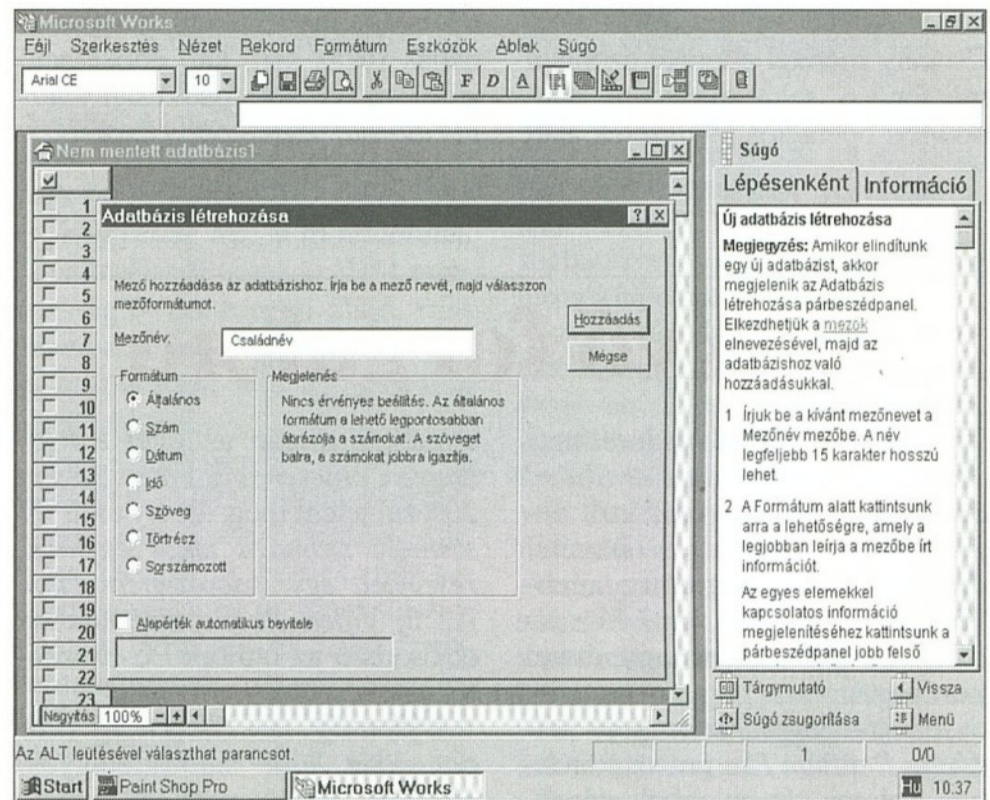 Microsoft Works
Fájl Szerkesztés Nézet Rekord Formátum Eszközök Ablak Súgó
Arial CE 10 F D A
Nem mentett adatbázis1
1
2
3
4
5
6
7
8
9
10
11
12
13
14
15
16
17
18
19
20
21
22
23
Adatbázis létrehozása
Mező hozzáadása az adatbázishoz. Írja be a mező nevét, majd válasszon
mezőformátumot.
Mezőnév: Családnév
Hozzáadás
Mégse
Formátum
Általános
Szám
Dátum
Idő
Szöveg
Törtrész
Sorszámozott
Megjelenés
Nincs érvényes beállítás. Az általános
formátum a lehető legpontosabban
ábrázolja a számokat. A szöveget
balra, a számokat jobbra igazítja.
Alapérték automatikus bevitele
Nagyítás 100%
Súgó
Lépésenként Információ
Új adatbázis létrehozása
Megjegyzés: Amikor elindítunk
egy új adatbázist, akkor
megjelenik az Adatbázis
létrehozása párbeszédpanel.
Elkezdhetjük a mezok
elnevezésével, majd az
adatbázishoz való
hozzáadásukkal.
1 Írjuk be a kívánt mezőnevet a
Mezőnév mezőbe. A név
legfeljebb 15 karakter hosszú
lehet.
2 A Formátum alatt kattintsunk
arra a lehetőségre, amely a
legjobban leírja a mezőbe írt
információt.
Az egyes elemekkel
kapcsolatos információ
megjelenítéséhez kattintsunk a
párbeszédpanel jobb felső
Tárgymutató Vissza
Súgó zsugorítása Menü
Az ALT leütésével választhat parancsot.
1 0/0
Start Paint Shop Pro Microsoft Works Hu 10:37